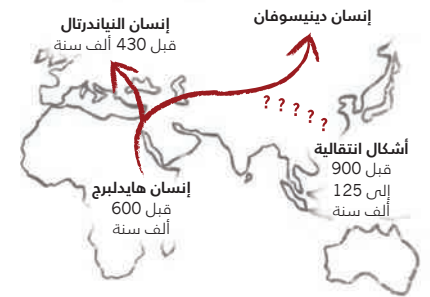 إنسان دينيسوفان
إنسان النياندرتال
قبل 430 ألف سنة
? ? ? ? ?
أشكال انتقالية
قبل 900
إلى 125
ألف سنة
إنسان هايدلبرج
قبل 600
ألف سنة